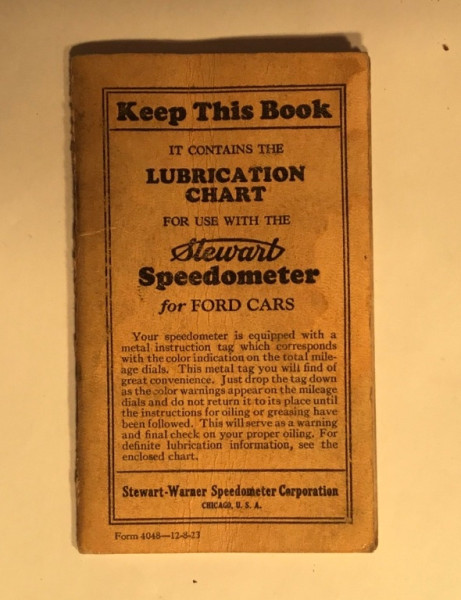 Keep This Book
IT CONTAINS THE
LUBRICATION
CHART
FOR USE WITH THE
Stewart
Speedometer
for FORD CARS
Your speedometer is equipped with a
metal instruction tag which corresponds
with the color indication on the total mile-
age dials. This metal tag you will find of
great convenience. Just drop the tag down
as the color warnings appear on the mileage
dials and do not return it to its place until
the instructions for oiling or greasing have
been followed. This will serve as a warning
and final check on your proper oiling. For
definite lubrication information, see the
enclosed chart.
Stewart-Warner Speedometer Corporation
CHICAGO, U. S. A.
Form 4048—12-8-23